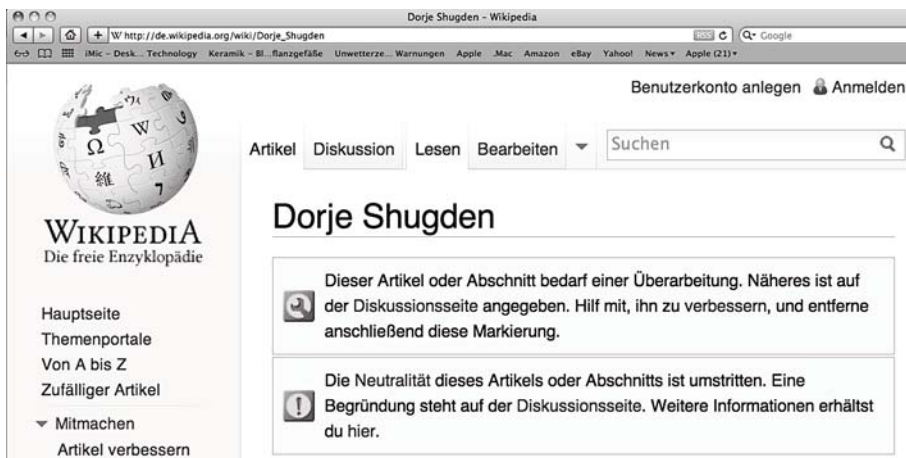 Dorje Shugden – Wikipedia
W http://de.wikipedia.org/wiki/Dorje_Shugden
RSS
Google
iMic – Desk... Technology Keramik – Bl...flanzgefäße Unwetterze... Warnungen Apple .Mac Amazon eBay Yahoo! News Apple (21)
Benutzerkonto anlegen Anmelden
Artikel Diskussion Lesen Bearbeiten Suchen
Ω W И 維 7
WIKIPEDIA
Die freie Enzyklopädie
Hauptseite
Themenportale
Von A bis Z
Zufälliger Artikel
Mitmachen
Artikel verbessern
Dorje Shugden
Dieser Artikel oder Abschnitt bedarf einer Überarbeitung. Näheres ist auf
der Diskussionsseite angegeben. Hilf mit, ihn zu verbessern, und entferne
anschließend diese Markierung.
Die Neutralität dieses Artikels oder Abschnitts ist umstritten. Eine
Begründung steht auf der Diskussionsseite. Weitere Informationen erhältst
du hier.